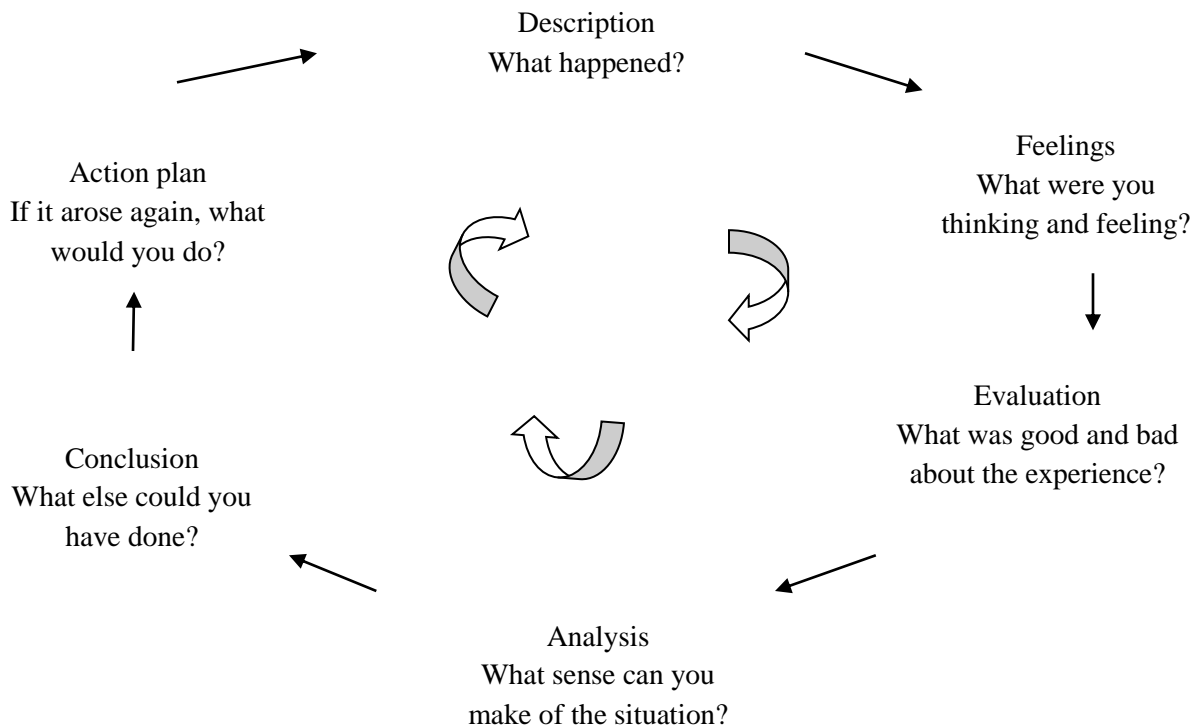 Description
What happened?
Feelings
What were you
thinking and feeling?
Evaluation
What was good and bad
about the experience?
Analysis
What sense can you
make of the situation?
Conclusion
What else could you
have done?
Action plan
If it arose again, what
would you do?